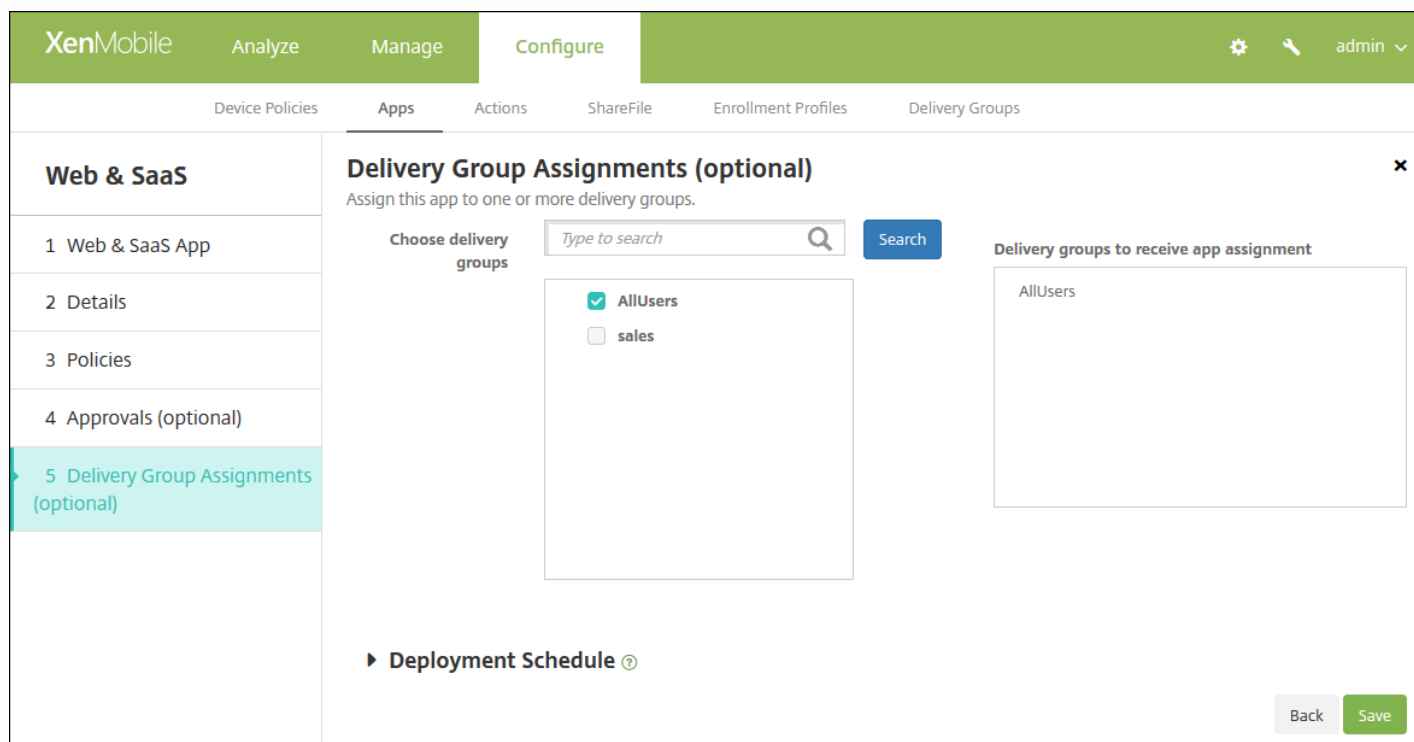 XenMobile Analyze Manage Configure admin
Device Policies Apps Actions ShareFile Enrollment Profiles Delivery Groups
Web & SaaS
1 Web & SaaS App
2 Details
3 Policies
4 Approvals (optional)
5 Delivery Group Assignments
(optional)
Delivery Group Assignments (optional)
Assign this app to one or more delivery groups.
Choose delivery
groups
Type to search
Search
AllUsers
sales
Delivery groups to receive app assignment
AllUsers
Deployment Schedule ?
Back Save